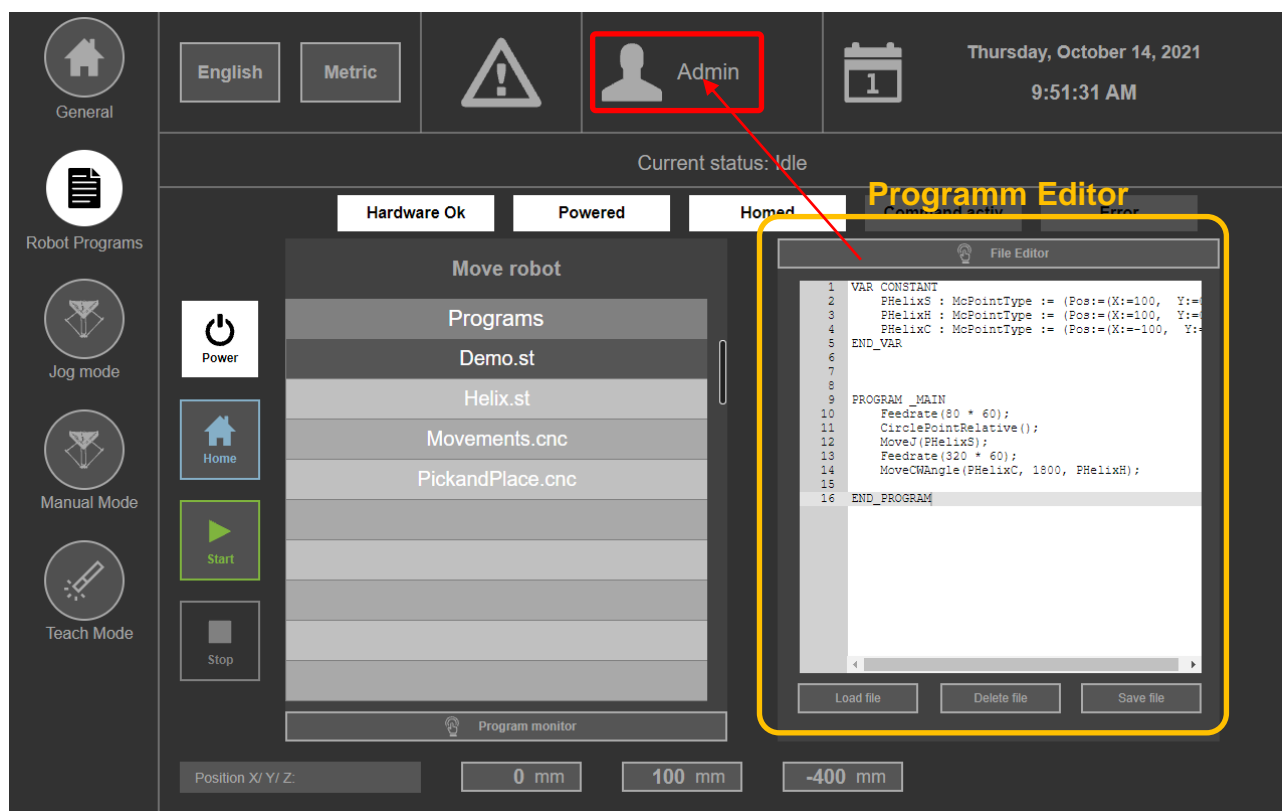 General
English
Metric
Admin
1
Thursday, October 14, 2021
9:51:31 AM
Current status: Idle
Robot Programs
Jog mode
Manual Mode
Teach Mode
Hardware Ok
Powered
Homed
Command activ
Error
Programm Editor
Power
Home
Start
Stop
Move robot
Programs
Demo.st
Helix.st
Movements.cnc
PickandPlace.cnc
Program monitor
File Editor
1 VAR CONSTANT
2 PHelixS : McPointType := (Pos:=(X:=100, Y:=
3 PHelixH : McPointType := (Pos:=(X:=100, Y:=
4 PHelixC : McPointType := (Pos:=(X:=-100, Y:
5 END_VAR
6
7
8
9 PROGRAM _MAIN
10 Feedrate(80 * 60);
11 CirclePointRelative();
12 MoveJ(PHelixS);
13 Feedrate(320 * 60);
14 MoveCWAngle(PHelixC, 1800, PHelixH);
15
16 END_PROGRAM
Load file
Delete file
Save file
Position X/ Y/ Z:
0 mm
100 mm
-400 mm